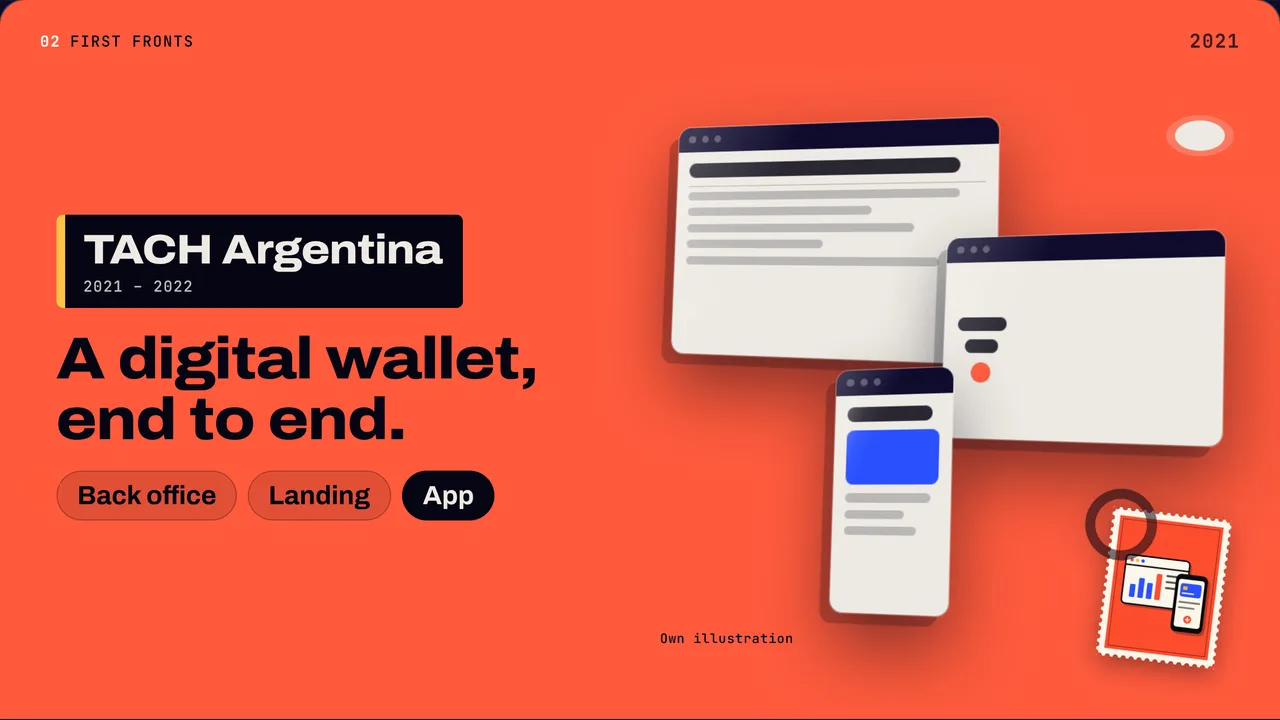 02 FIRST FRONTS
2021
TACH Argentina
2021 – 2022
A digital wallet,
end to end.
Back office
Landing
App
Own illustration